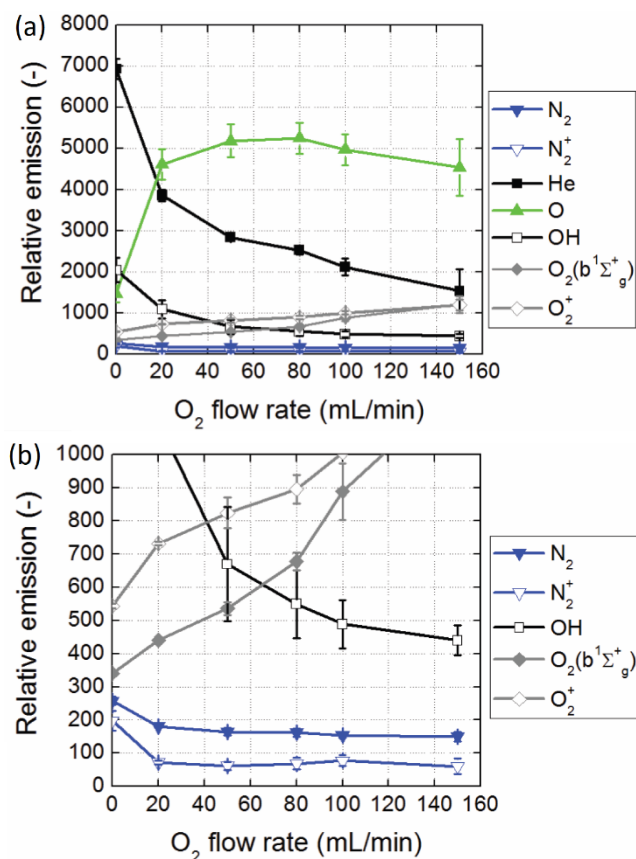 (a)
Relative emission (-)
7000
6000
5000
4000
3000
2000
1000
0
0 20 40 60 80 100 120 140 160
O₂ flow rate (mL/min)
N₂
N₂⁺
He
O
OH
O₂(b¹Σ⁺g)
O₂⁺
(b)
Relative emission (-)
1000
900
800
700
600
500
400
300
200
100
0
0 20 40 60 80 100 120 140 160
O₂ flow rate (mL/min)
N₂
N₂⁺
OH
O₂(b¹Σ⁺g)
O₂⁺